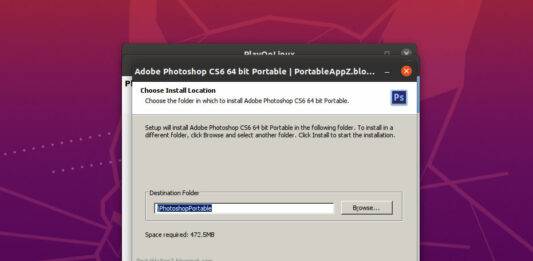 PlayOnLinux
Adobe Photoshop CS6 64 bit Portable | PortableAppZ.blo...
Choose Install Location
Choose the folder in which to install Adobe Photoshop CS6 64 bit Portable.
Ps
Setup will install Adobe Photoshop CS6 64 bit Portable in the following folder. To install in a
different folder, click Browse and select another folder. Click Install to start the installation.
Destination Folder
\PhotoshopPortable
Browse...
Space required: 472.5MB